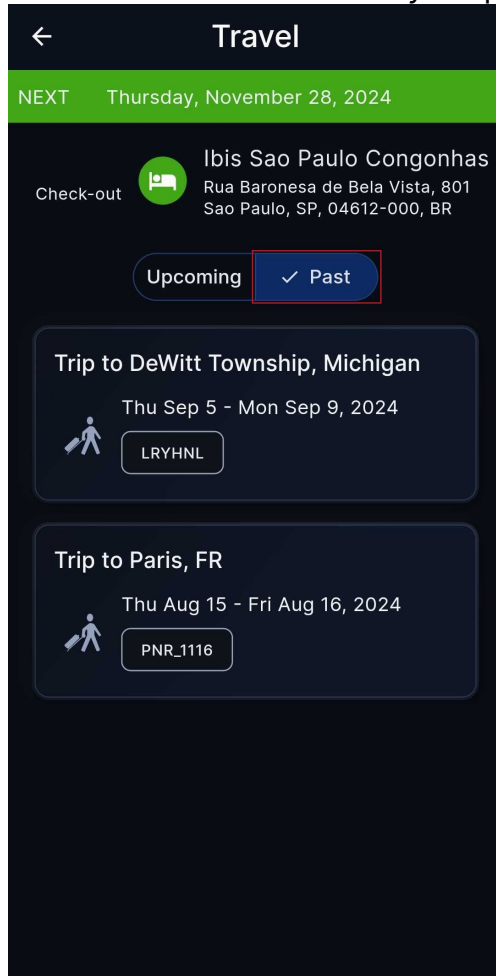 Travel
NEXT Thursday, November 28, 2024
Ibis Sao Paulo Congonhas
Check-out
Rua Baronesa de Bela Vista, 801
Sao Paulo, SP, 04612-000, BR
Upcoming
Past
Trip to DeWitt Township, Michigan
Thu Sep 5 - Mon Sep 9, 2024
LRYHNL
Trip to Paris, FR
Thu Aug 15 - Fri Aug 16, 2024
PNR_1116